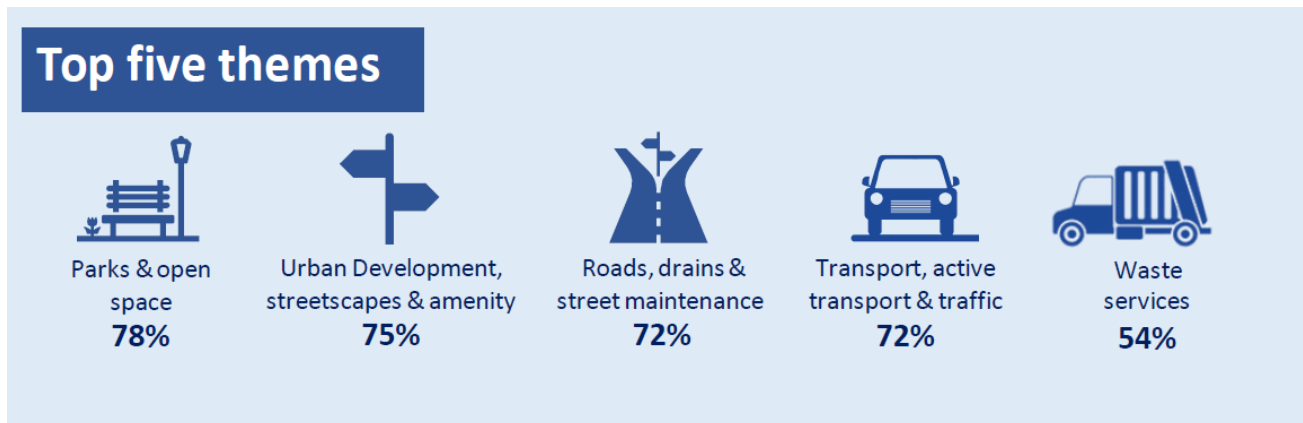 Top five themes
Parks & open
space
78%
Urban Development,
streetscapes & amenity
75%
Roads, drains &
street maintenance
72%
Transport, active
transport & traffic
72%
Waste
services
54%